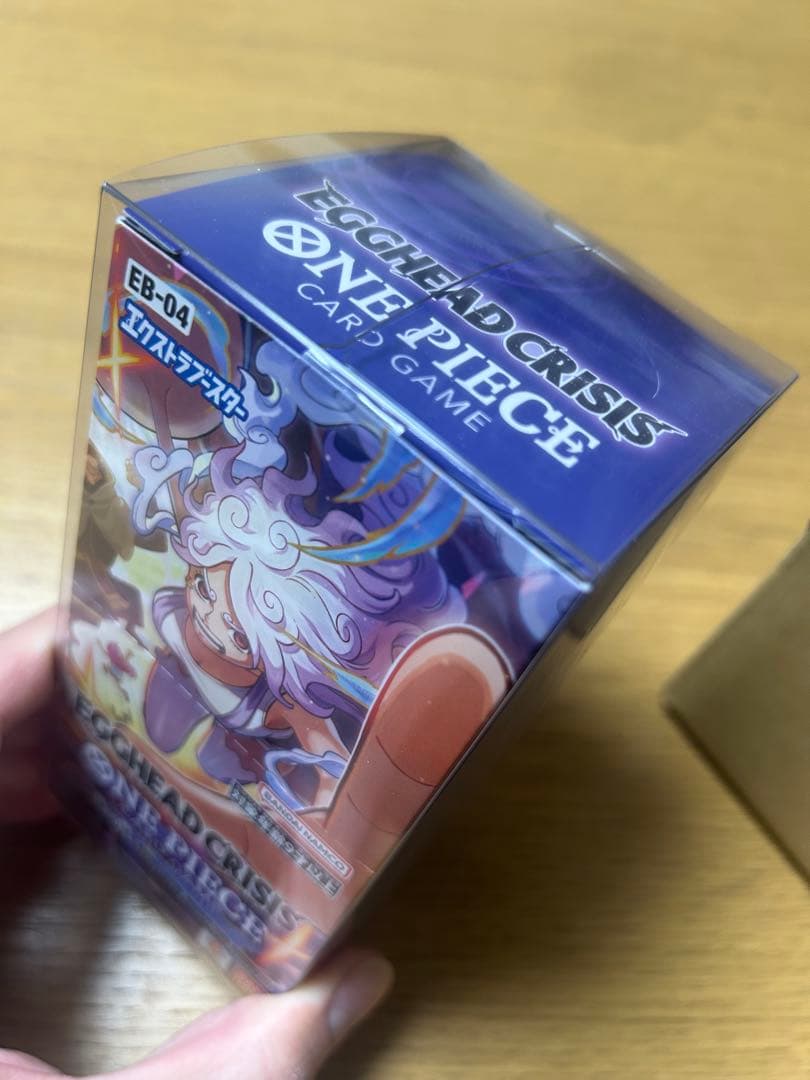 EGGHEAD CRISIS
ONE PIECE
CARD GAME
EB-04
エクストラブースター
BANDAI NAMCO
EGGHEAD CRISIS
ONE PIECE